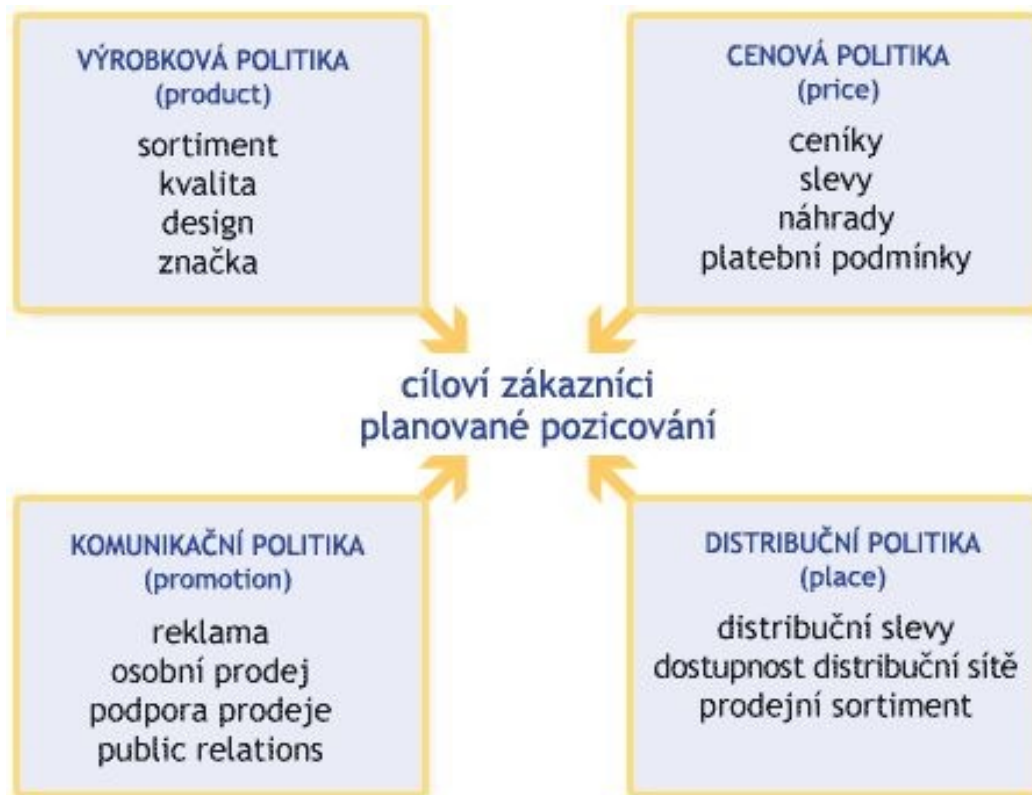 VÝROBKOVÁ POLITIKA
(product)
sortiment
kvalita
design
značka
CENOVÁ POLITIKA
(price)
ceníky
slevy
náhrady
platební podmínky
cíloví zákazníci
planované pozicování
KOMUNIKAČNÍ POLITIKA
(promotion)
reklama
osobní prodej
podpora prodeje
public relations
DISTRIBUČNÍ POLITIKA
(place)
distribuční slevy
dostupnost distribuční sítě
prodejní sortiment